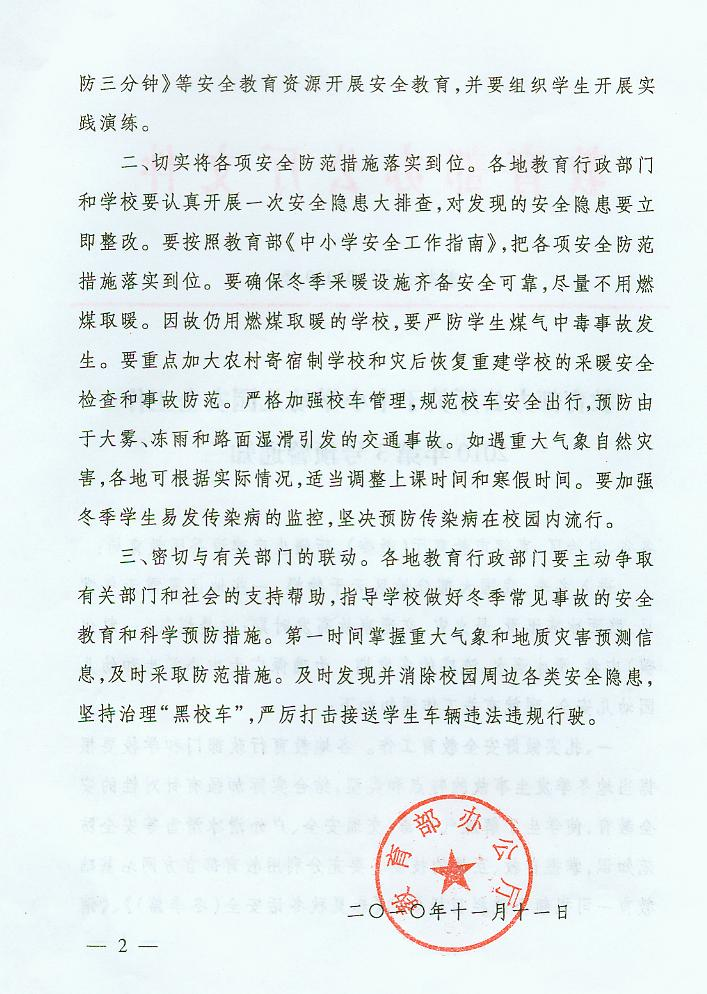 防三分钟》等安全教育资源开展安全教育,并要组织学生开展实
践演练。
二、切实将各项安全防范措施落实到位。各地教育行政部门
和学校要认真开展一次安全隐患大排查,对发现的安全隐患要立
即整改。要按照教育部《中小学安全工作指南》,把各项安全防范
措施落实到位。要确保冬季采暖设施齐备安全可靠,尽量不用燃
煤取暖。因故仍用燃煤取暖的学校,要严防学生煤气中毒事故发
生。要重点加大农村寄宿制学校和灾后恢复重建学校的采暖安全
检查和事故防范。严格加强校车管理,规范校车安全出行,预防由
于大雾、冻雨和路面湿滑引发的交通事故。如遇重大气象自然灾
害,各地可根据实际情况,适当调整上课时间和寒假时间。要加强
冬季学生易发传染病的监控,坚决预防传染病在校园内流行。
三、密切与有关部门的联动。各地教育行政部门要主动争取
有关部门和社会的支持帮助,指导学校做好冬季常见事故的安全
教育和科学预防措施。第一时间掌握重大气象和地质灾害预测信
息,及时采取防范措施。及时发现并消除校园周边各类安全隐患,
坚持治理“黑校车”,严厉打击接送学生车辆违法违规行驶。
教育部办公厅
二〇一〇年十一月十一日
— 2 —